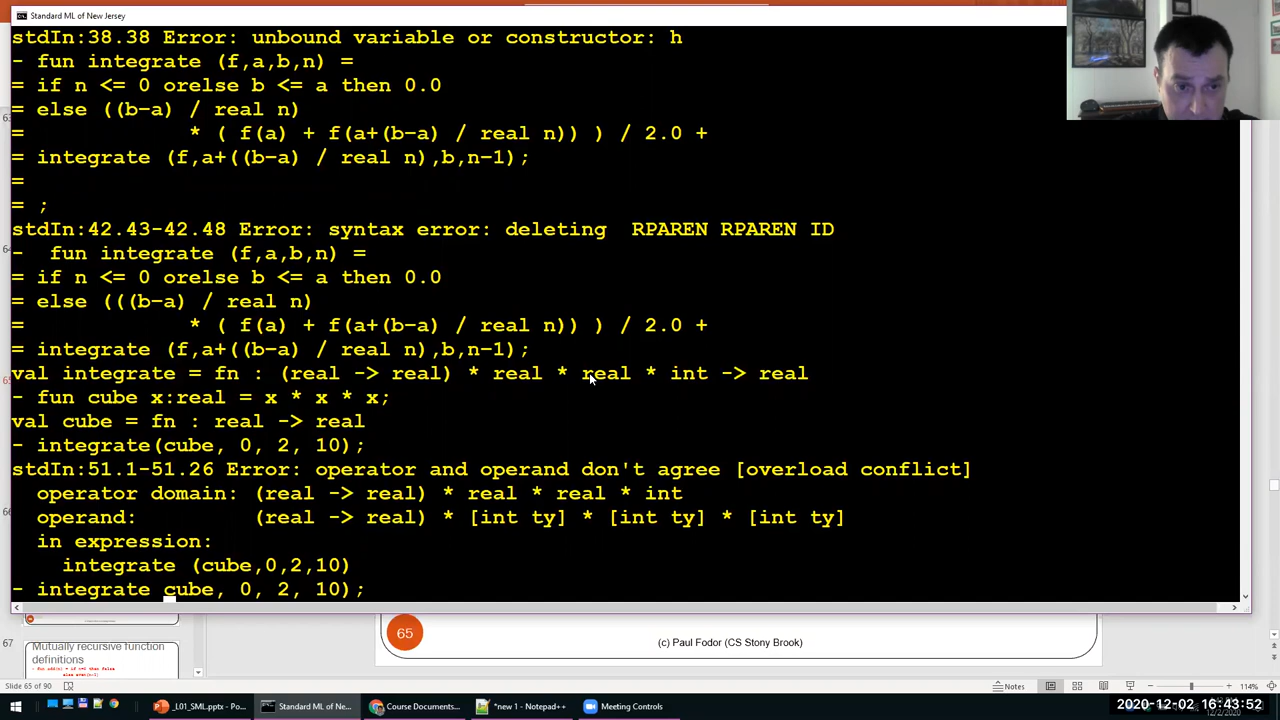 Standard ML of New Jersey
stdIn:38.38 Error: unbound variable or constructor: h
- fun integrate (f,a,b,n) =
= if n <= 0 orelse b <= a then 0.0
= else ((b-a) / real n)
=             * ( f(a) + f(a+(b-a) / real n)) ) / 2.0 +
= integrate (f,a+((b-a) / real n),b,n-1);
=
= ;
stdIn:42.43-42.48 Error: syntax error: deleting  RPAREN RPAREN ID
-  fun integrate (f,a,b,n) =
= if n <= 0 orelse b <= a then 0.0
= else (((b-a) / real n)
=             * ( f(a) + f(a+(b-a) / real n)) ) / 2.0 +
= integrate (f,a+((b-a) / real n),b,n-1);
val integrate = fn : (real -> real) * real * real * int -> real
- fun cube x:real = x * x * x;
val cube = fn : real -> real
- integrate(cube, 0, 2, 10);
stdIn:51.1-51.26 Error: operator and operand don't agree [overload conflict]
  operator domain: (real -> real) * real * real * int
  operand:         (real -> real) * [int ty] * [int ty] * [int ty]
  in expression:
    integrate (cube,0,2,10)
- integrate cube, 0, 2, 10);
65
(c) Paul Fodor (CS Stony Brook)
67
Mutually recursive function
definitions
Slide 65 of 90
Notes
114%
_L01_SML.pptx - Po...
Standard ML of Ne...
Course Documents...
*new 1 - Notepad++
Meeting Controls
2020-12-02 16:43:52